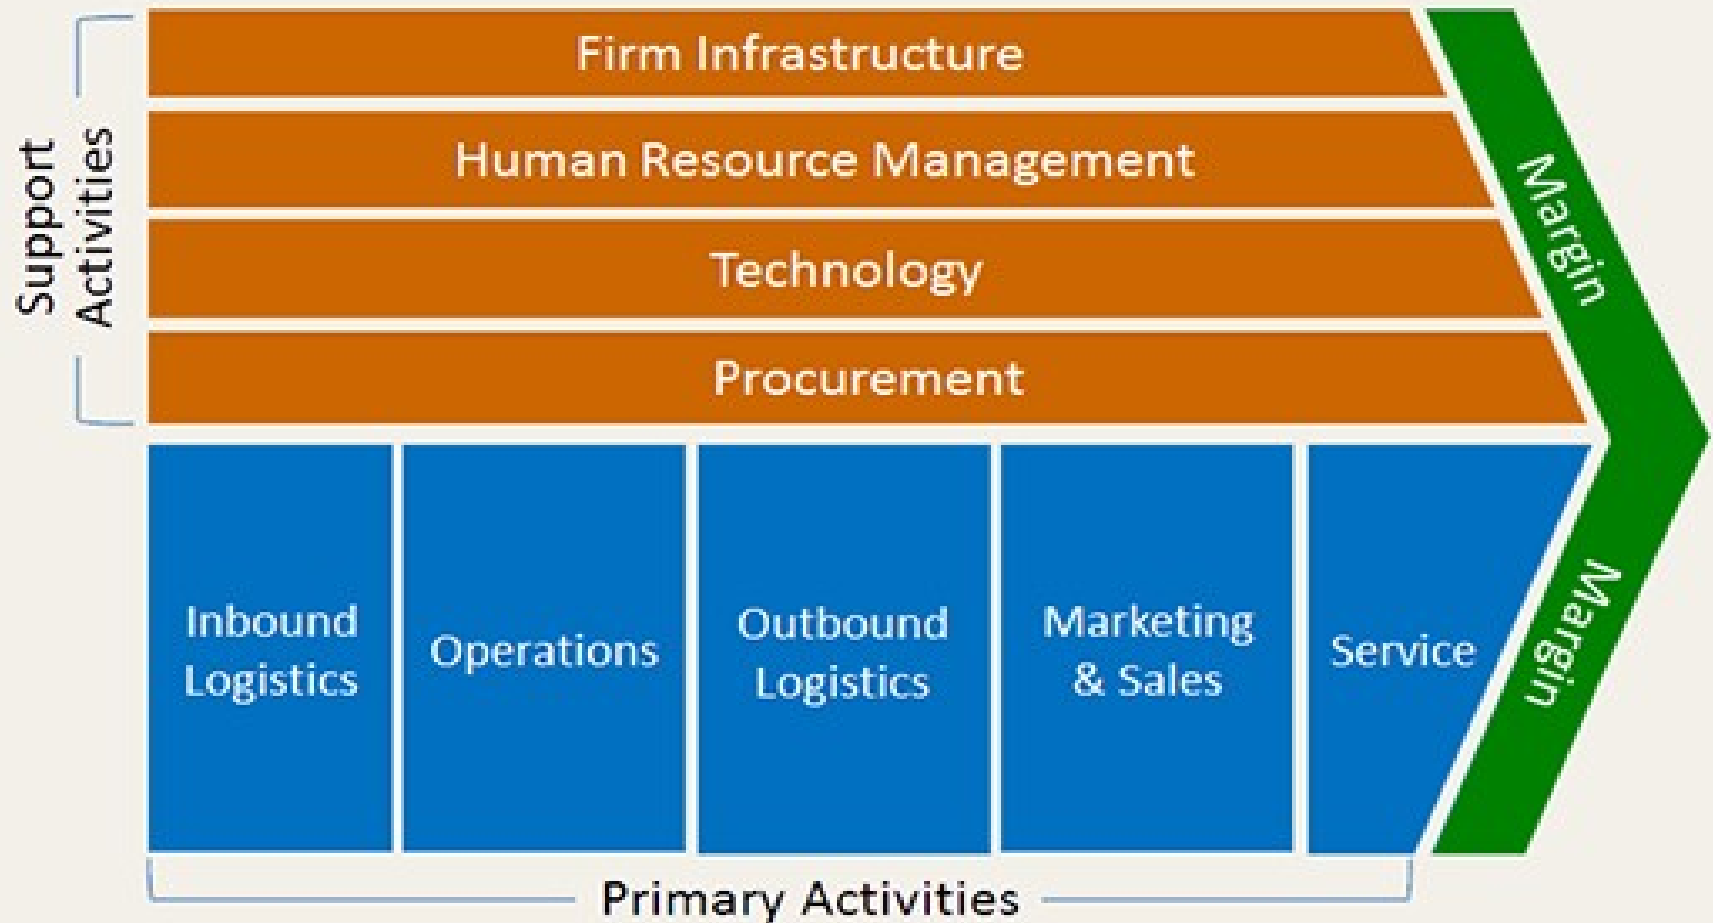 Support
Activities
Firm Infrastructure
Human Resource Management
Technology
Procurement
Margin
Inbound
Logistics
Operations
Outbound
Logistics
Marketing
& Sales
Service
Margin
Primary Activities